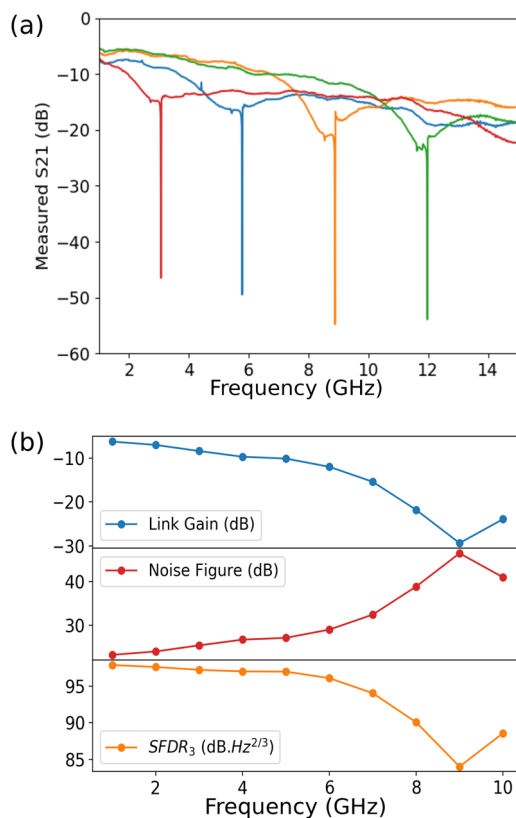 (a)
0
−10
−20
−30
−40
−50
−60
Measured S21 (dB)
2 4 6 8 10 12 14
Frequency (GHz)
(b)
−10
−20
−30
Link Gain (dB)
Noise Figure (dB)
40
30
95
90
85
SFDR₃ (dB.Hz²ᐟ³)
2 4 6 8 10
Frequency (GHz)